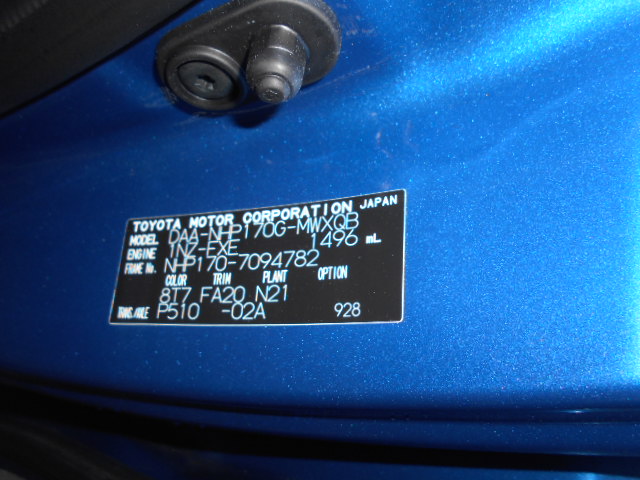 TOYOTA MOTOR CORPORATION JAPAN
MODEL DAA-NHP170G-MWXQB
ENGINE 1NZ-FXE 1496 mL
FRAME No. NHP170-7094782
COLOR TRIM PLANT OPTION
8T7 FA20 N21
TRANS./AXLE P510 -02A 928